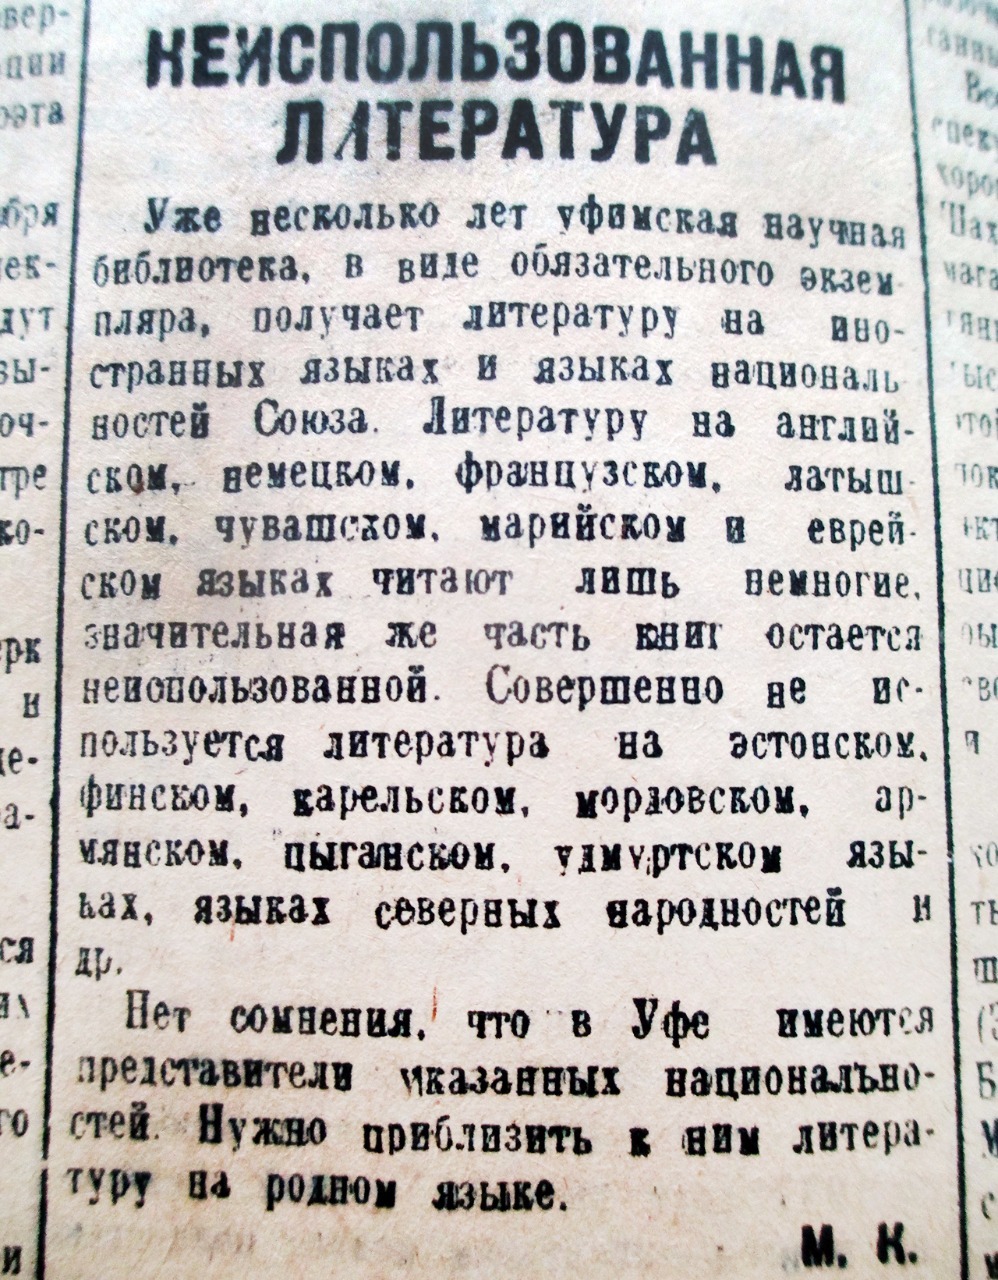 НЕИСПОЛЬЗОВАННАЯ
ЛИТЕРАТУРА
Уже несколько лет уфимская научная
библиотека, в виде обязательного экзем-
пляра, получает литературу на ино-
странных языках и языках националь-
ностей Союза. Литературу на англий-
ском, немецком, французском, латыш-
ском, чувашском, марийском и еврей-
ском языках читают лишь немногие,
значительная же часть книг остается
неиспользованной. Совершенно не ис-
пользуется литература на эстонском,
финском, карельском, мордовском, ар-
мянском, цыганском, удмуртском язы-
ках, языках северных народностей и
др.
Нет сомнения, что в Уфе имеются
представители указанных национально-
стей. Нужно приблизить к ним литера-
туру на родном языке.
М. К.